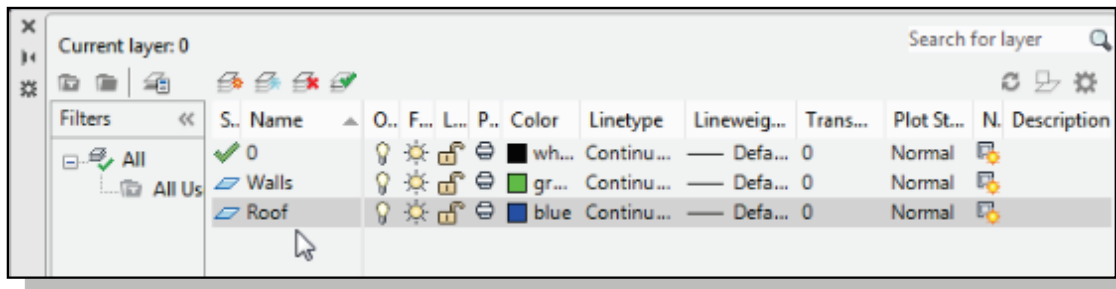 Current layer: 0
Search for layer
Filters << S.. Name O.. F... L... P.. Color Linetype Lineweig... Trans... Plot St... N. Description
All
0 wh... Continu... Defa... 0 Normal
All Us
Walls gr... Continu... Defa... 0 Normal
Roof blue Continu... Defa... 0 Normal